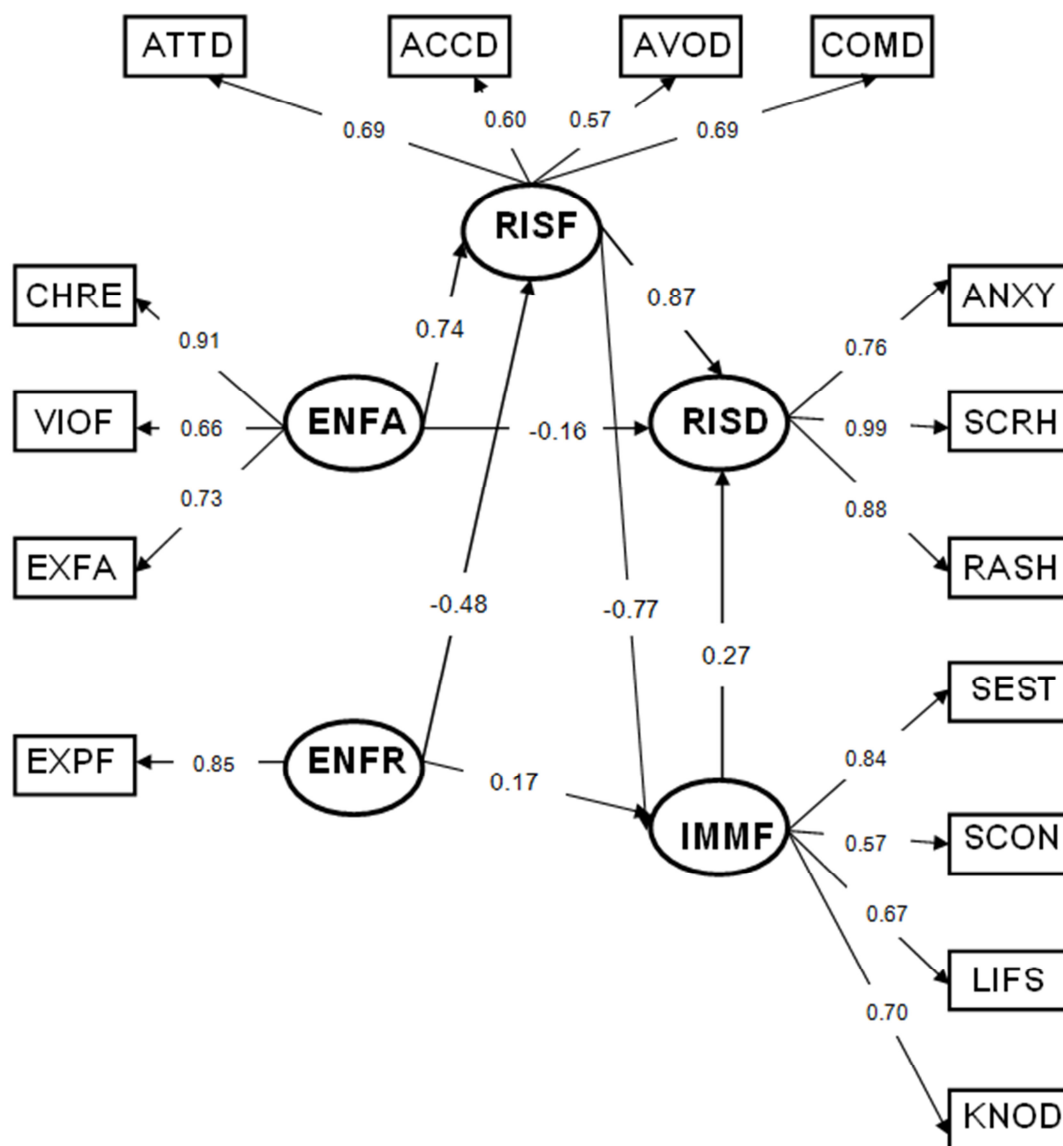 ATTD ACCD AVOD COMD
0.69 0.60 0.57 0.69
RISF
CHRE ANXY
0.87
0.74
0.91 0.76
VIOF 0.66 ENFA -0.16 RISD 0.99 SCRH
0.73 0.88
EXFA RASH
-0.48 -0.77
0.27
SEST
EXPF 0.85 ENFR 0.17 0.84
IMMF 0.57 SCON
0.67
LIFS
0.70
KNOD